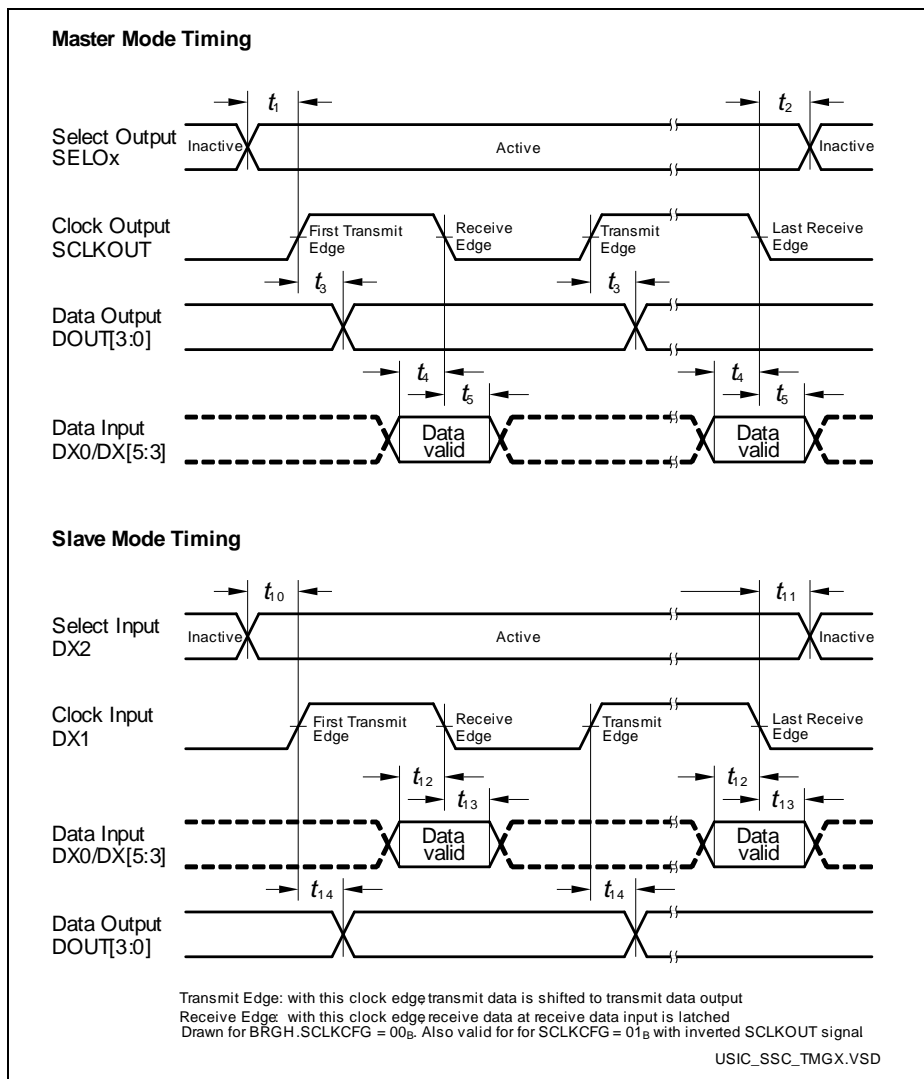 Master Mode Timing
t1
t2
Select Output
SELOx
Inactive
Active
Inactive
Clock Output
SCLKOUT
First Transmit
Edge
Receive
Edge
Transmit
Edge
Last Receive
Edge
t3
t3
Data Output
DOUT[3:0]
t4
t5
t4
t5
Data Input
DX0/DX[5:3]
Data
valid
Data
valid
Slave Mode Timing
t10
t11
Select Input
DX2
Inactive
Active
Inactive
Clock Input
DX1
First Transmit
Edge
Receive
Edge
Transmit
Edge
Last Receive
Edge
t12
t13
t12
t13
Data Input
DX0/DX[5:3]
Data
valid
Data
valid
t14
t14
Data Output
DOUT[3:0]
Transmit Edge: with this clock edge, transmit data is shifted to transmit data output
Receive Edge: with this clock edge, receive data at receive data input is latched
Drawn for BRGH.SCLKCFG = 00B. Also valid for for SCLKCFG = 01B with inverted SCLKOUT signal
USIC_SSC_TMGX.VSD